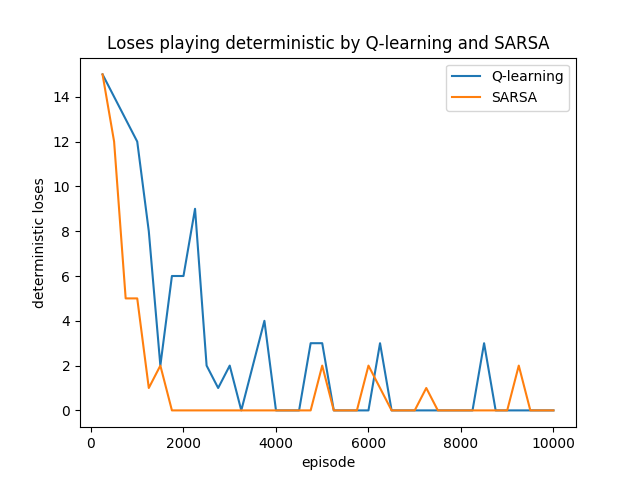 Loses playing deterministic by Q-learning and SARSA
Q-learning
SARSA
deterministic loses
14
12
10
8
6
4
2
0
0 2000 4000 6000 8000 10000
episode